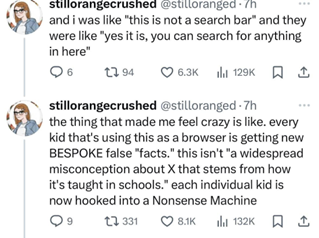 stillorangecrushed @stilloranged · 7h
and i was like "this is not a search bar" and they
were like "yes it is, you can search for anything
in here"
6 94 6.3K 129K
stillorangecrushed @stilloranged · 7h
the thing that made me feel crazy is like. every
kid that's using this as a browser is getting new
BESPOKE false "facts." this isn't "a widespread
misconception about X that stems from how
it's taught in schools." each individual kid is
now hooked into a Nonsense Machine
9 331 8.1K 132K